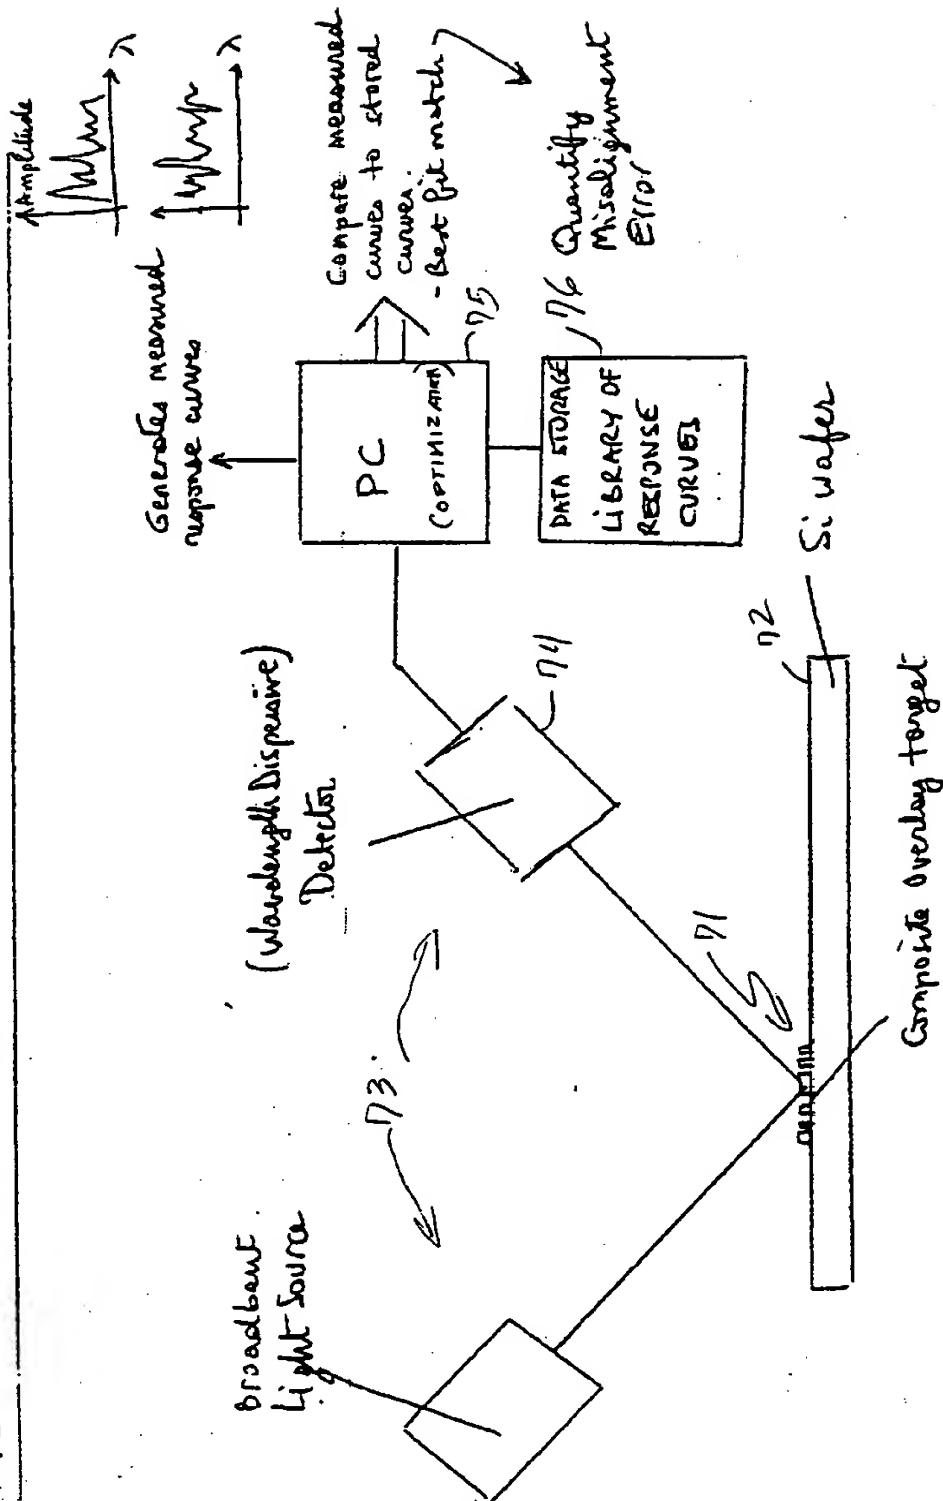 Amplitude
λ
λ
Generates measured
response curves
Compare measured
curves to stored
curves.
- Best fit match
Quantify
Misalignment
Error
PC
(OPTIMIZATION)
75
DATA STORAGE
LIBRARY OF
RESPONSE
CURVES
76
(Wavelength Dispersive)
Detector
74
73
Broadbent
Light Source
71
72
Si wafer
Composite Overlay target